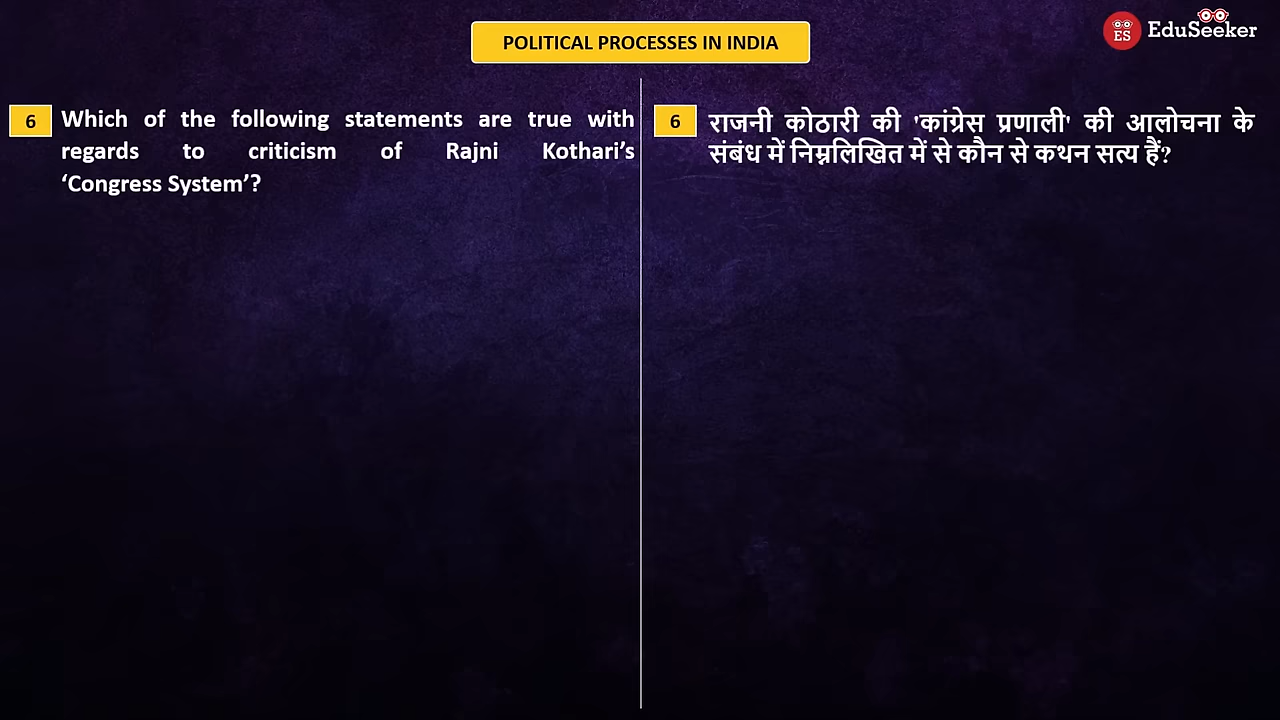 POLITICAL PROCESSES IN INDIA
ES
EduSeeker
6
Which of the following statements are true with
regards to criticism of Rajni Kothari’s
‘Congress System’?
6
राजनी कोठारी की 'कांग्रेस प्रणाली' की आलोचना के
संबंध में निम्नलिखित में से कौन से कथन सत्य हैं?